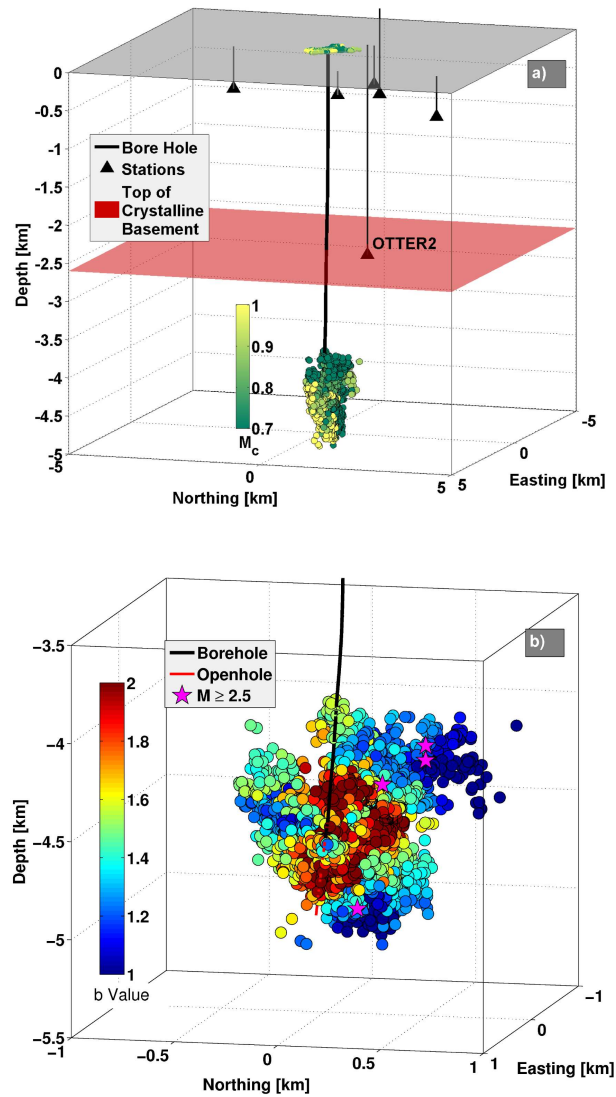 a)
0
-0.5
-1
-1.5
-2
-2.5
-3
-3.5
-4
-4.5
-5
Depth [km]
Bore Hole
Stations
Top of
Crystalline
Basement
OTTER2
1
0.9
0.8
0.7
M_c
-5
0
5
Northing [km]
-5
0
5
Easting [km]
b)
−3.5
−4
−4.5
−5
−5.5
Depth [km]
Borehole
Openhole
M ≥ 2.5
2
1.8
1.6
1.4
1.2
1
b Value
−1
−0.5
0
0.5
1
Northing [km]
−1
0
1
Easting [km]